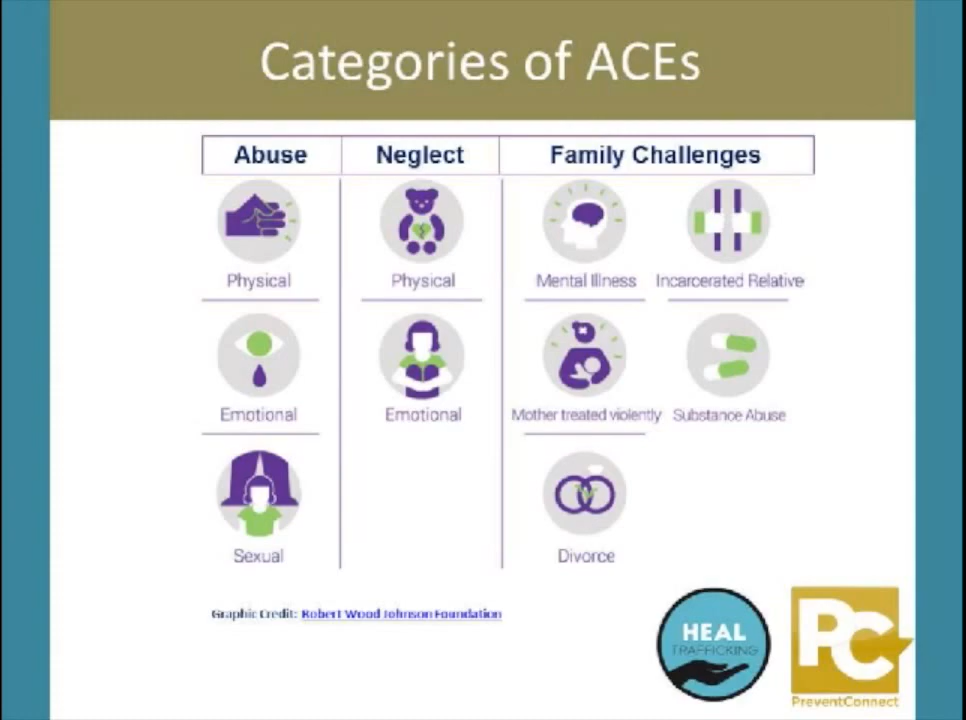 Categories of ACEs
Abuse Neglect Family Challenges
Physical Physical Mental Illness Incarcerated Relative
Emotional Emotional Mother treated violently Substance Abuse
Sexual Divorce
Graphic Credit: Robert Wood Johnson Foundation
HEAL
TRAFFICKING
PC
PreventConnect